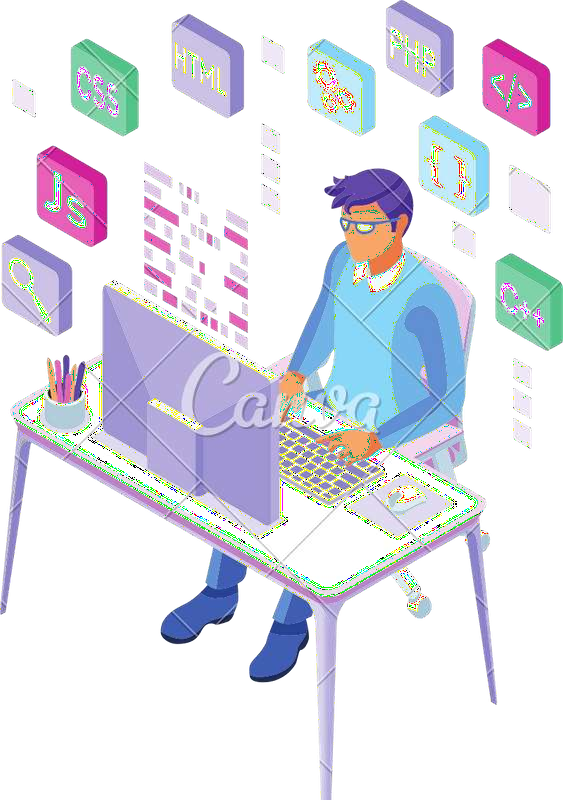 PHP
HTML
CSS
</>
{ }
JS
C++
Canva